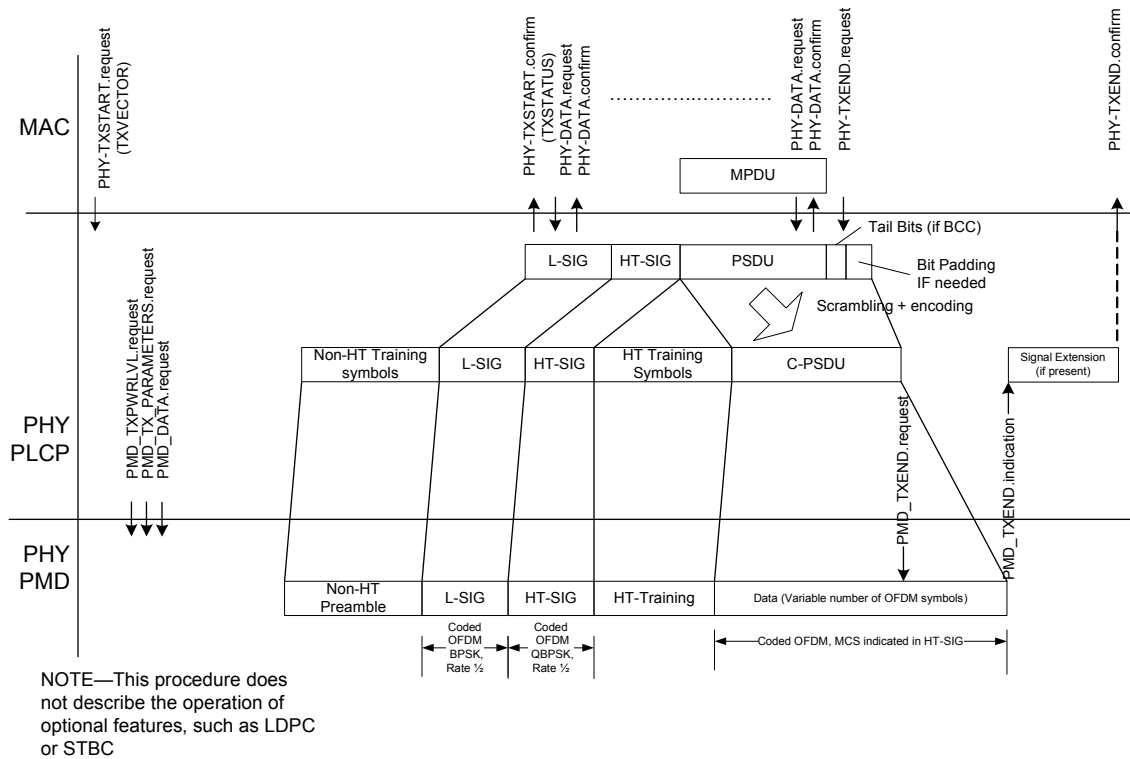 MAC
PHY-TXSTART.request
(TXVECTOR)
PHY-TXSTART.confirm
(TXSTATUS)
PHY-DATA.request
PHY-DATA.confirm
PHY-DATA.request
PHY-DATA.confirm
PHY-TXEND.request
PHY-TXEND.confirm
MPDU
Tail Bits (if BCC)
L-SIG
HT-SIG
PSDU
Bit Padding
IF needed
Scrambling + encoding
PMD_TXPWRLVL.request
PMD_TX_PARAMETERS.request
PMD_DATA.request
Non-HT Training
symbols
L-SIG
HT-SIG
HT Training
Symbols
C-PSDU
Signal Extension
(if present)
PHY
PLCP
PMD_TXEND.request
PMD_TXEND.indication
PHY
PMD
Non-HT
Preamble
L-SIG
HT-SIG
HT-Training
Data (Variable number of OFDM symbols)
Coded
OFDM
BPSK,
Rate ½
Coded
OFDM
QBPSK,
Rate ½
Coded OFDM, MCS indicated in HT-SIG
NOTE—This procedure does
not describe the operation of
optional features, such as LDPC
or STBC